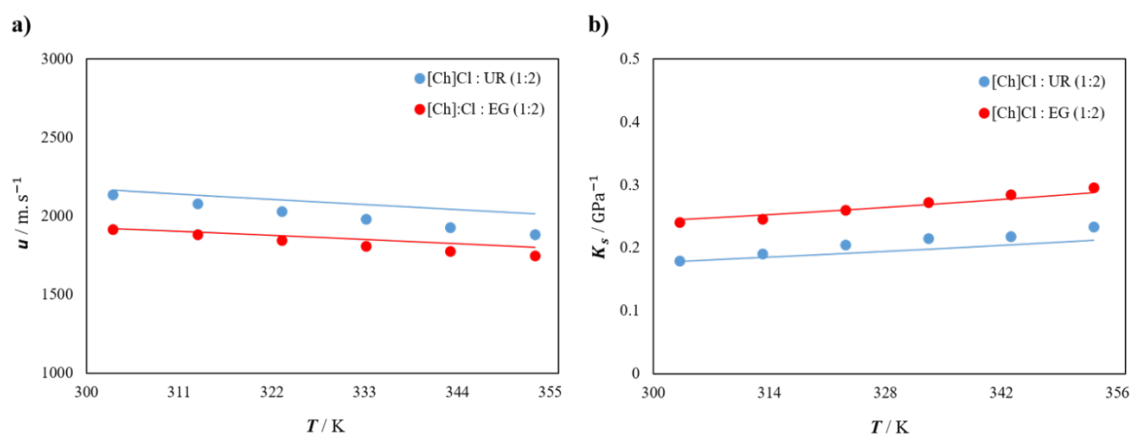 a)
3000
2500
2000
1500
1000
300
311
322
333
344
355
u / m. s⁻¹
T / K
[Ch]Cl : UR (1:2)
[Ch]:Cl : EG (1:2)
b)
0.5
0.4
0.3
0.2
0.1
0
300
314
328
342
356
Kₛ / GPa⁻¹
T / K
[Ch]Cl : UR (1:2)
[Ch]Cl : EG (1:2)